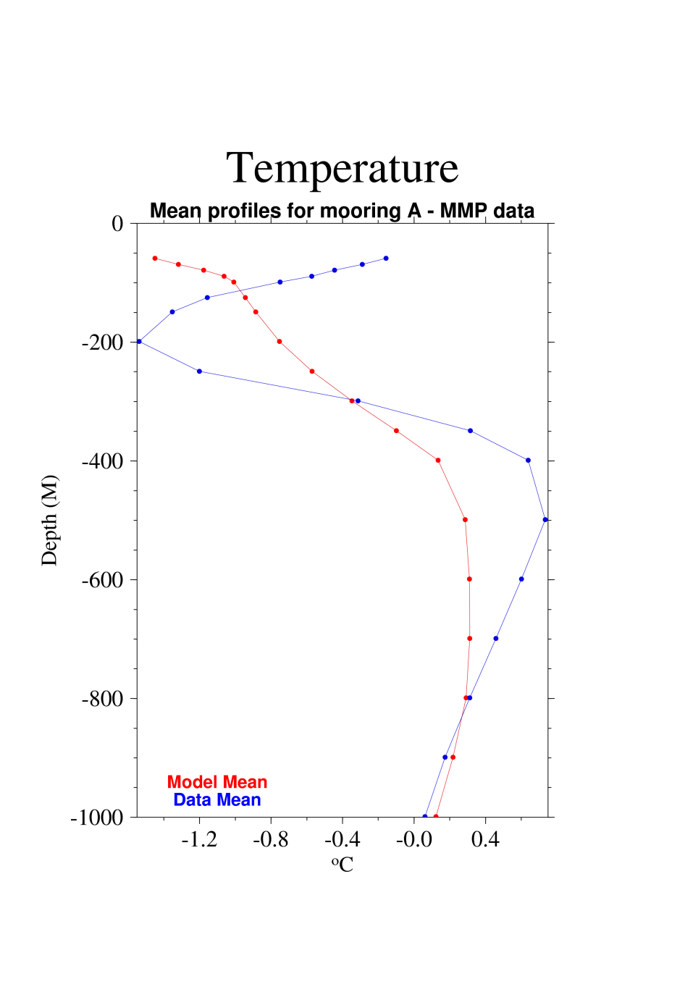 Temperature
Mean profiles for mooring A - MMP data
0
-200
-400
-600
-800
-1000
Depth (M)
Model Mean
Data Mean
-1.2 -0.8 -0.4 -0.0 0.4
ºC